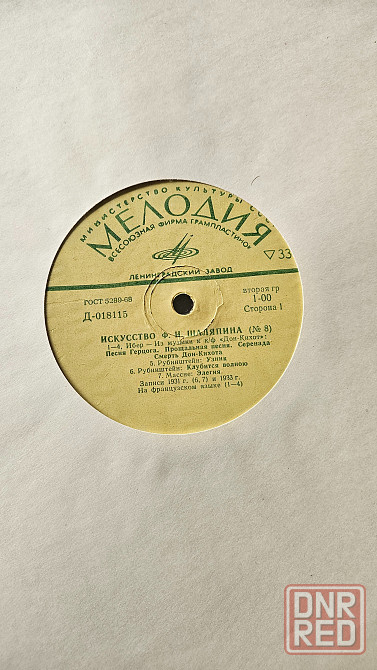 МИНИСТЕРСТВО КУЛЬТУРЫ СССР
МЕЛОДИЯ
ВСЕСОЮЗНАЯ ФИРМА ГРАМПЛАСТИНОК
ЛЕНИНГРАДСКИЙ ЗАВОД
▽33
ГОСТ 5289-68
Д-018115
вторая гр
1-00
Сторона 1
ИСКУССТВО Ф. И. ШАЛЯПИНА (№ 8)
1—4. Ибер — Из музыки к к/ф «Дон-Кихот»:
Песня Герцога. Прощальная песня. Серенада
Смерть Дон-Кихота
5. Рубинштейн: Узник
6. Рубинштейн: Клубится волною
7. Массне: Элегия
Записи 1931 г. (6, 7) и 1933 г.
На французском языке (1—4)
DNR
RED